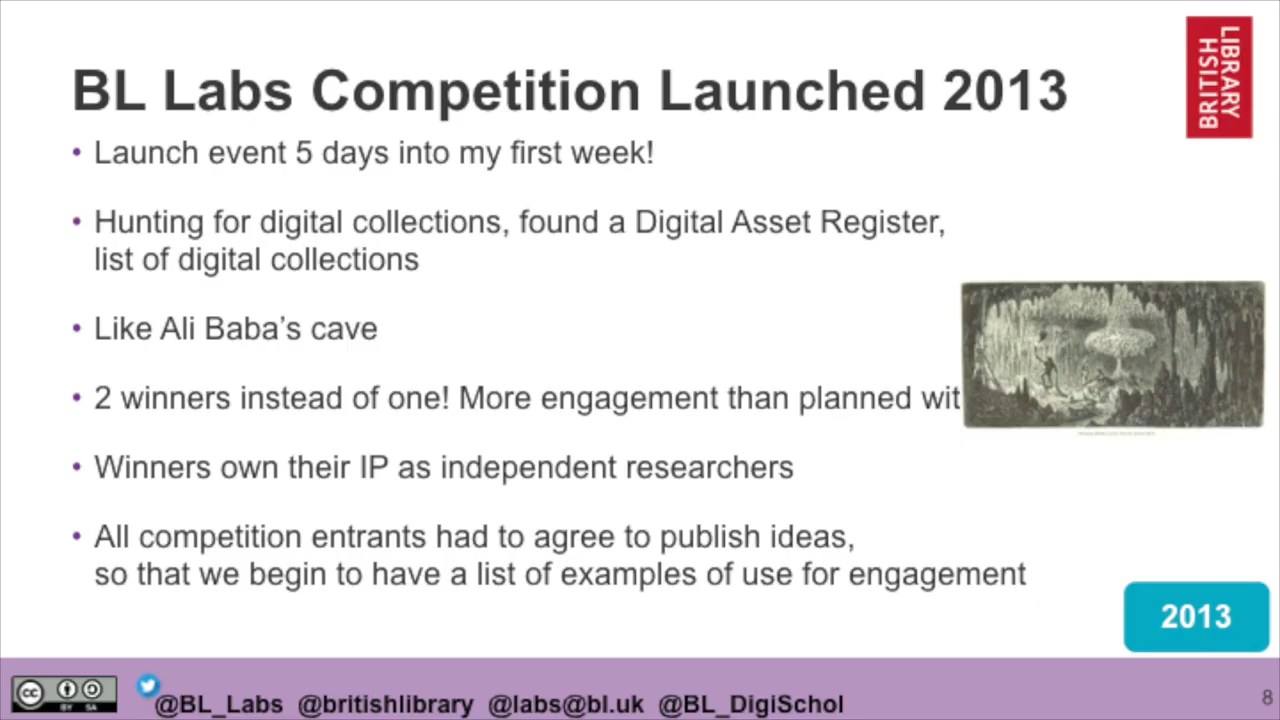 BL Labs Competition Launched 2013
LIBRARY
BRITISH
• Launch event 5 days into my first week!
• Hunting for digital collections, found a Digital Asset Register,
list of digital collections
• Like Ali Baba's cave
• 2 winners instead of one! More engagement than planned wit
• Winners own their IP as independent researchers
• All competition entrants had to agree to publish ideas,
so that we begin to have a list of examples of use for engagement
2013
CC BY SA
@BL_Labs @britishlibrary @labs@bl.uk @BL_DigiSchol
8